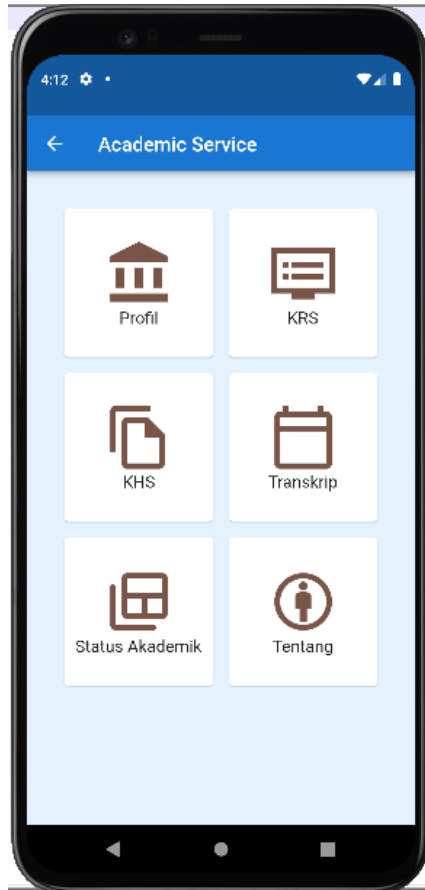 4:12
Academic Service
Profil
KRS
KHS
Transkrip
Status Akademik
Tentang